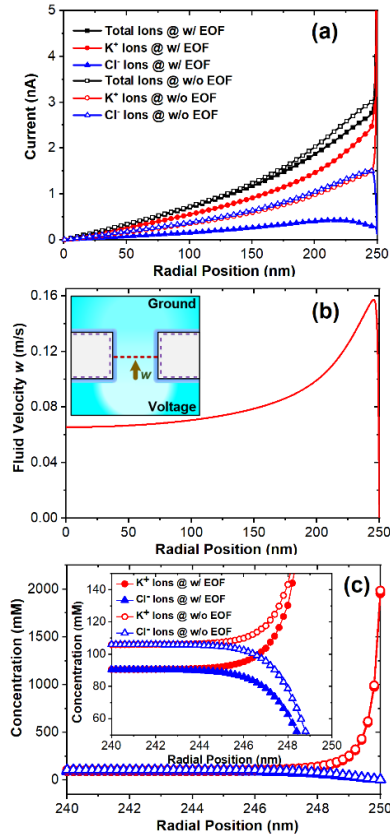 (a)
Total Ions @ w/ EOF
K⁺ Ions @ w/ EOF
Cl⁻ Ions @ w/ EOF
Total Ions @ w/o EOF
K⁺ Ions @ w/o EOF
Cl⁻ Ions @ w/o EOF
Current (nA)
5
4
3
2
1
0
0 50 100 150 200 250
Radial Position (nm)
(b)
Ground
w
Voltage
Fluid Velocity w (m/s)
0.16
0.12
0.08
0.04
0.00
0 50 100 150 200 250
Radial Position (nm)
(c)
K⁺ Ions @ w/ EOF
Cl⁻ Ions @ w/ EOF
K⁺ Ions @ w/o EOF
Cl⁻ Ions @ w/o EOF
Concentration (mM)
140
120
100
80
60
240 242 244 246 248 250
Radial Position (nm)
Concentration (mM)
2000
1500
1000
500
0
240 242 244 246 248 250
Radial Position (nm)